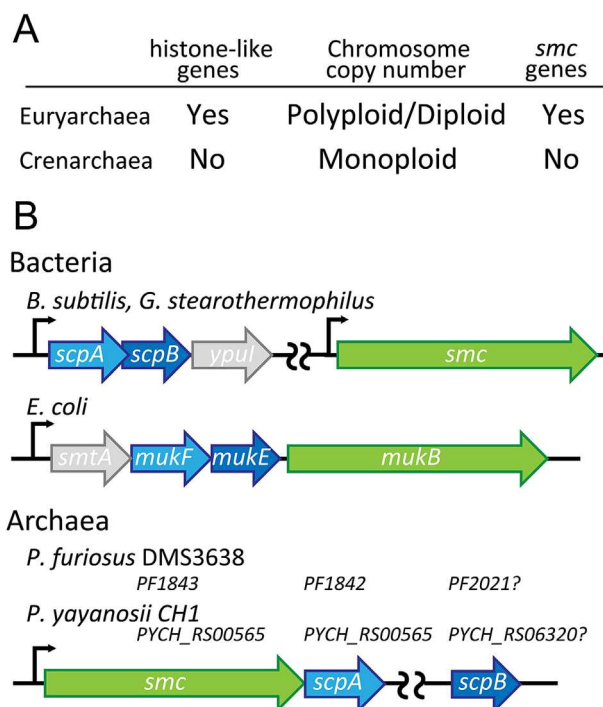 A
histone-like genes Chromosome copy number smc genes
Euryarchaea Yes Polyploid/Diploid Yes
Crenarchaea No Monoploid No
B
Bacteria
B. subtilis, G. stearothermophilus
scpA scpB ypuI smc
E. coli
smtA mukF mukE mukB
Archaea
P. furiosus DMS3638
PF1843 PF1842 PF2021?
P. yayanosii CH1
PYCH_RS00565 PYCH_RS00565 PYCH_RS06320?
smc scpA scpB